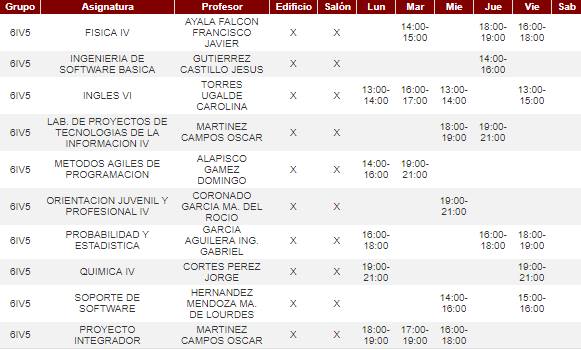 Grupo Asignatura Profesor Edificio Salón Lun Mar Mie Jue Vie Sab
6IV5 FISICA IV AYALA FALCON FRANCISCO JAVIER X X 14:00-15:00 18:00-19:00 16:00-18:00
6IV5 INGENIERIA DE SOFTWARE BASICA GUTIERREZ CASTILLO JESUS X X 14:00-16:00
6IV5 INGLES VI TORRES UGALDE CAROLINA X X 13:00-14:00 16:00-17:00 13:00-14:00 13:00-15:00
6IV5 LAB. DE PROYECTOS DE TECNOLOGIAS DE LA INFORMACION IV MARTINEZ CAMPOS OSCAR X X 18:00-19:00 19:00-21:00
6IV5 METODOS AGILES DE PROGRAMACION ALAPISCO GAMEZ DOMINGO X X 14:00-16:00 19:00-21:00
6IV5 ORIENTACION JUVENIL Y PROFESIONAL IV CORONADO GARCIA MA. DEL ROCIO X X 19:00-21:00
6IV5 PROBABILIDAD Y ESTADISTICA GARCIA AGUILERA ING. GABRIEL X X 16:00-18:00 16:00-18:00 18:00-19:00
6IV5 QUIMICA IV CORTES PEREZ JORGE X X 19:00-21:00 19:00-21:00
6IV5 SOPORTE DE SOFTWARE HERNANDEZ MENDOZA MA. DE LOURDES X X 14:00-16:00 15:00-16:00
6IV5 PROYECTO INTEGRADOR MARTINEZ CAMPOS OSCAR X X 18:00-19:00 17:00-19:00 16:00-18:00